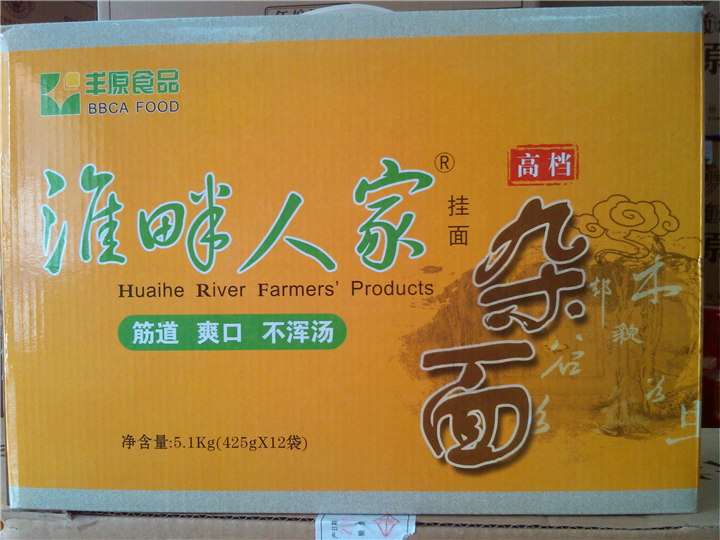 丰原食品
BBCA FOOD
淮畔人家®
挂面
高档
杂面
Huaihe River Farmers' Products
筋道 爽口 不浑汤
净含量:5.1Kg(425gX12袋)